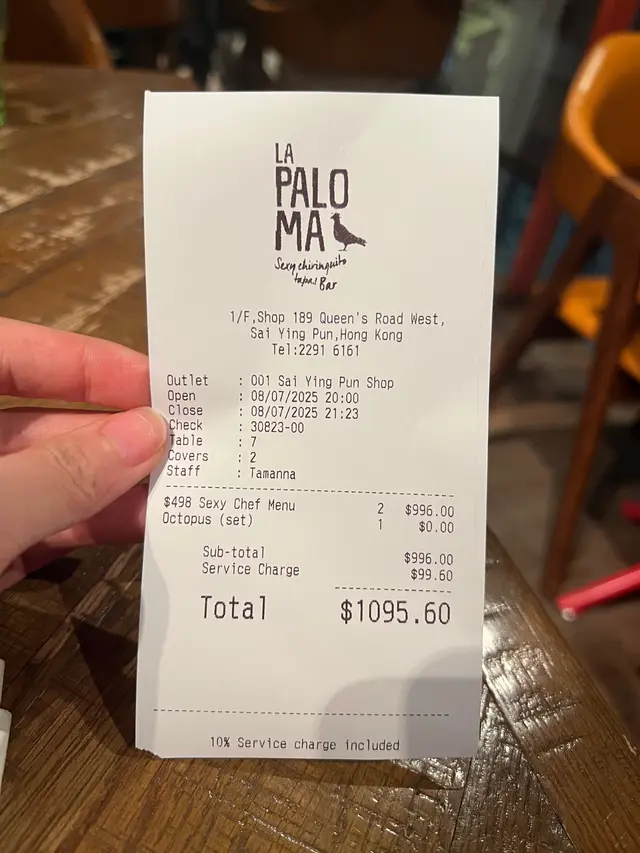 LA
PALO
MA
Sexy chiringuito
tapas Bar
1/F,Shop 189 Queen's Road West,
Sai Ying Pun,Hong Kong
Tel:2291 6161
Outlet : 001 Sai Ying Pun Shop
Open : 08/07/2025 20:00
Close : 08/07/2025 21:23
Check : 30823-00
Table : 7
Covers : 2
Staff : Tamanna
$498 Sexy Chef Menu 2 $996.00
Octopus (set) 1 $0.00
Sub-total $996.00
Service Charge $99.60
Total $1095.60
10% Service charge included